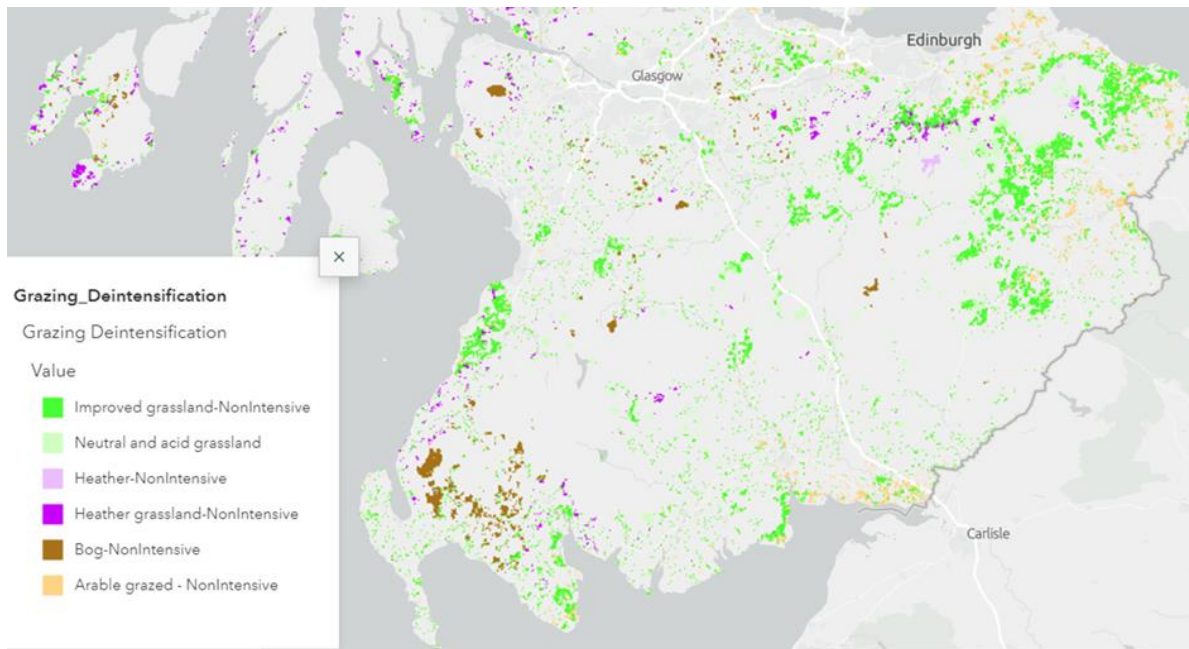 Edinburgh
Glasgow
×
Grazing_Deintensification
Grazing Deintensification
Value
Improved grassland-NonIntensive
Neutral and acid grassland
Heather-NonIntensive
Heather grassland-NonIntensive
Bog-NonIntensive
Arable grazed - NonIntensive
Carlisle